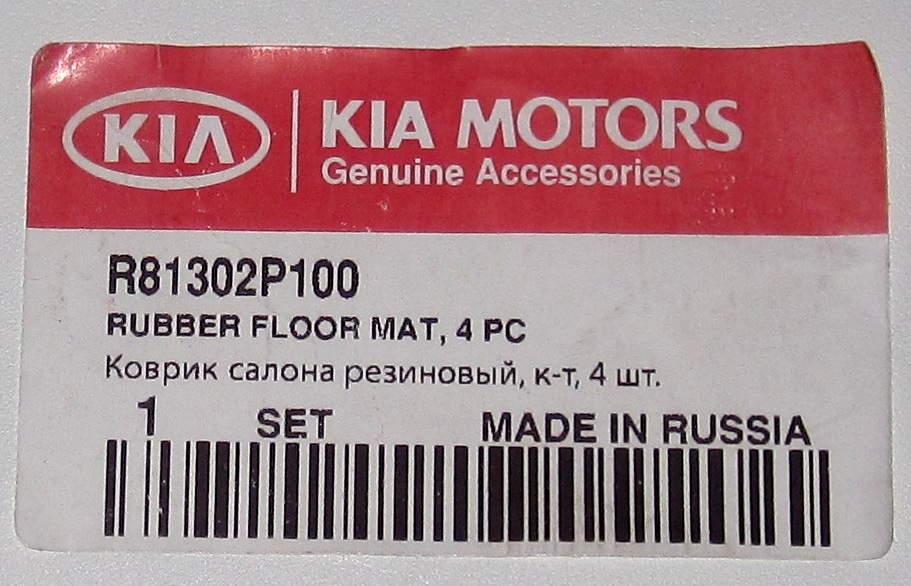 KIA
KIA MOTORS
Genuine Accessories
R81302P100
RUBBER FLOOR MAT, 4 PC
Коврик салона резиновый, к-т, 4 шт.
1 SET MADE IN RUSSIA